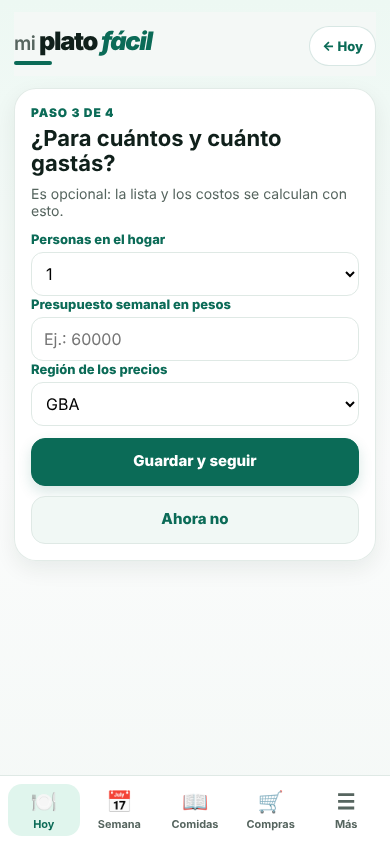 mi plato fácil
← Hoy
PASO 3 DE 4
¿Para cuántos y cuánto
gastás?
Es opcional: la lista y los costos se calculan con
esto.
Personas en el hogar
1
Presupuesto semanal en pesos
Ej.: 60000
Región de los precios
GBA
Guardar y seguir
Ahora no
July
17
Hoy
Semana
Comidas
Compras
Más